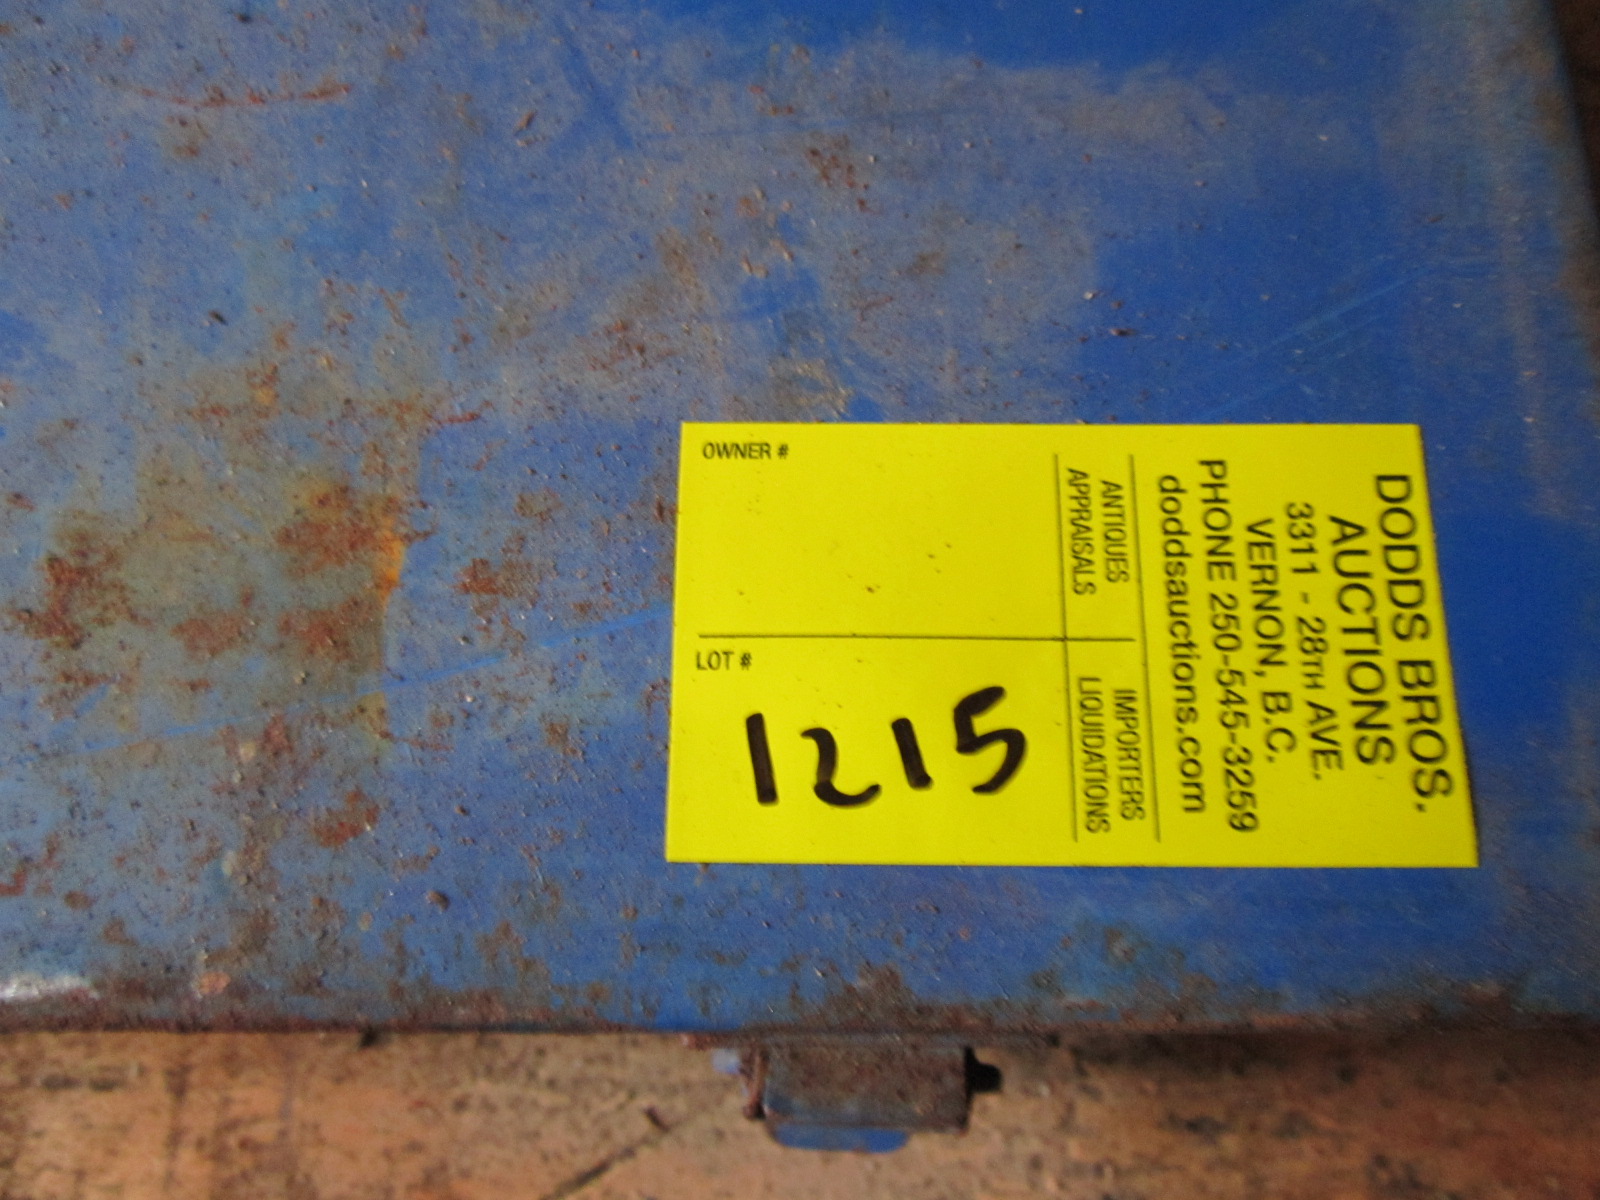 DODDS BROS.
AUCTIONS
3311 - 28TH AVE.
VERNON, B.C.
PHONE 250-545-3259
doddsauctions.com
ANTIQUES
APPRAISALS
IMPORTERS
LIQUIDATIONS
OWNER #
LOT #
1215